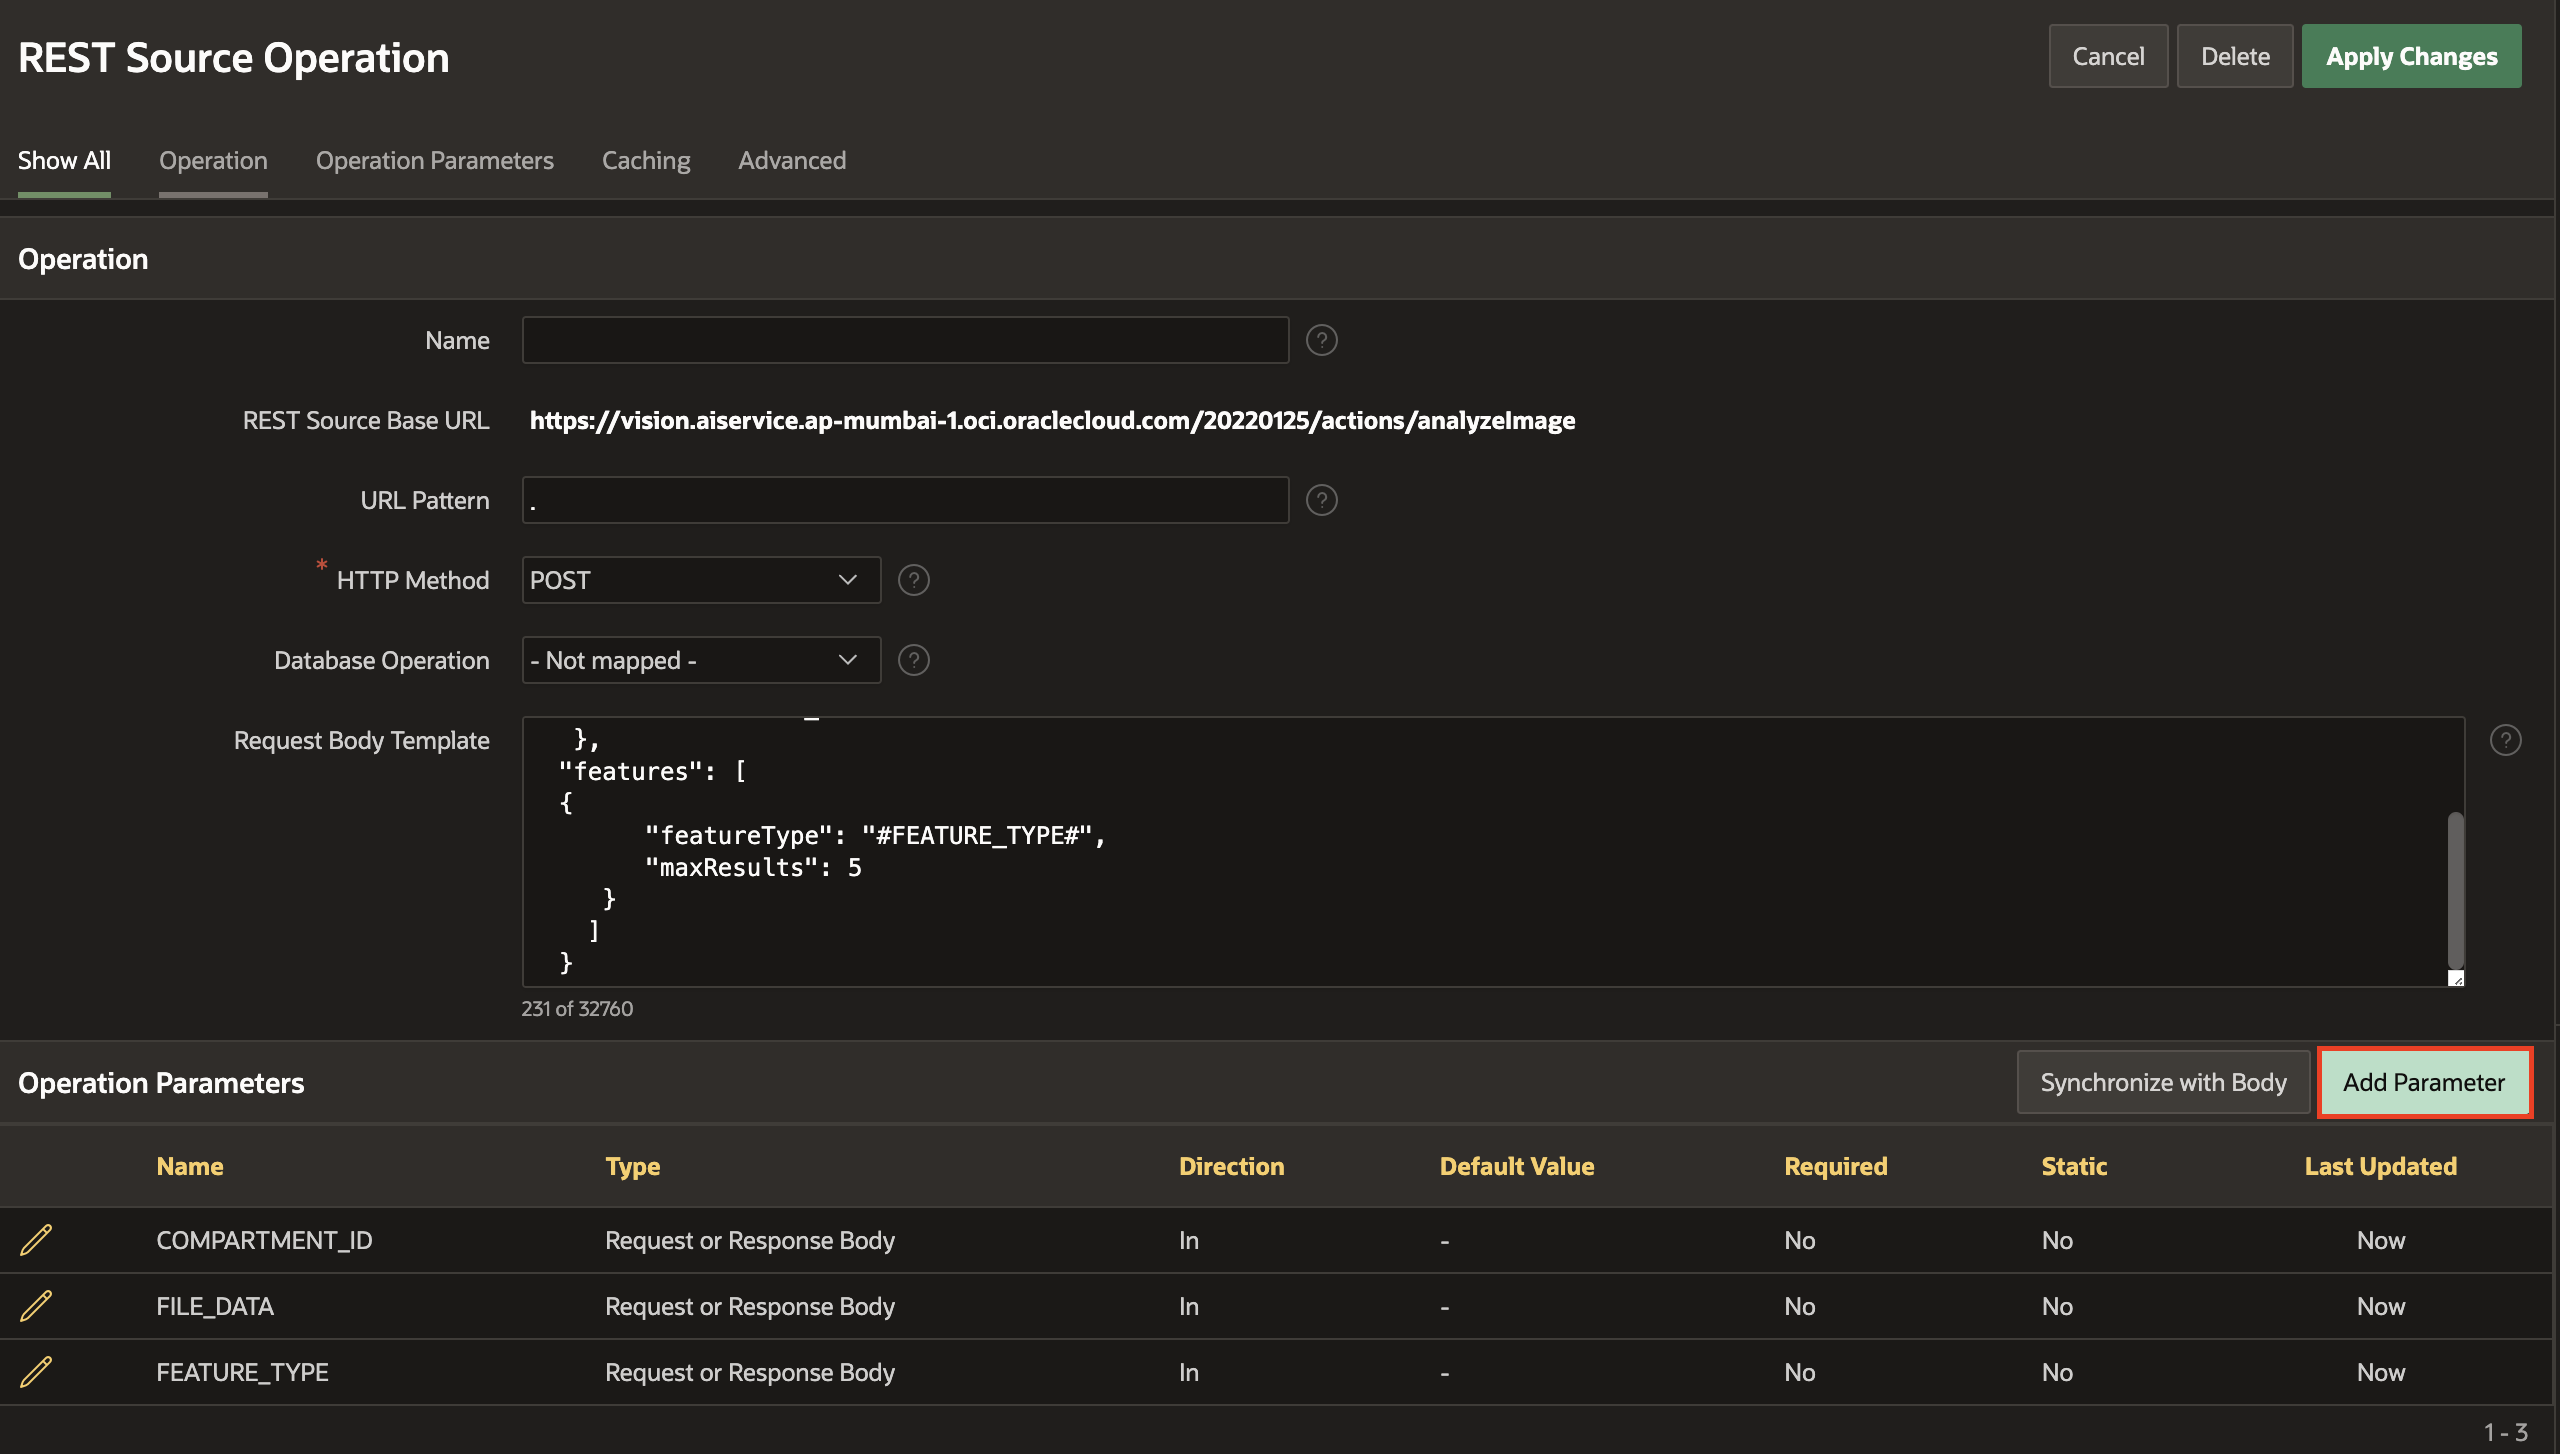 REST Source Operation
Cancel Delete Apply Changes
Show All Operation Operation Parameters Caching Advanced
Operation
Name
REST Source Base URL https://vision.aiservice.ap-mumbai-1.oci.oraclecloud.com/20220125/actions/analyzeImage
URL Pattern .
* HTTP Method POST
Database Operation - Not mapped -
Request Body Template
},
"features": [
{
"featureType": "#FEATURE_TYPE#",
"maxResults": 5
}
]
}
231 of 32760
Operation Parameters
Synchronize with Body Add Parameter
Name Type Direction Default Value Required Static Last Updated
COMPARTMENT_ID Request or Response Body In - No No Now
FILE_DATA Request or Response Body In - No No Now
FEATURE_TYPE Request or Response Body In - No No Now
1 - 3